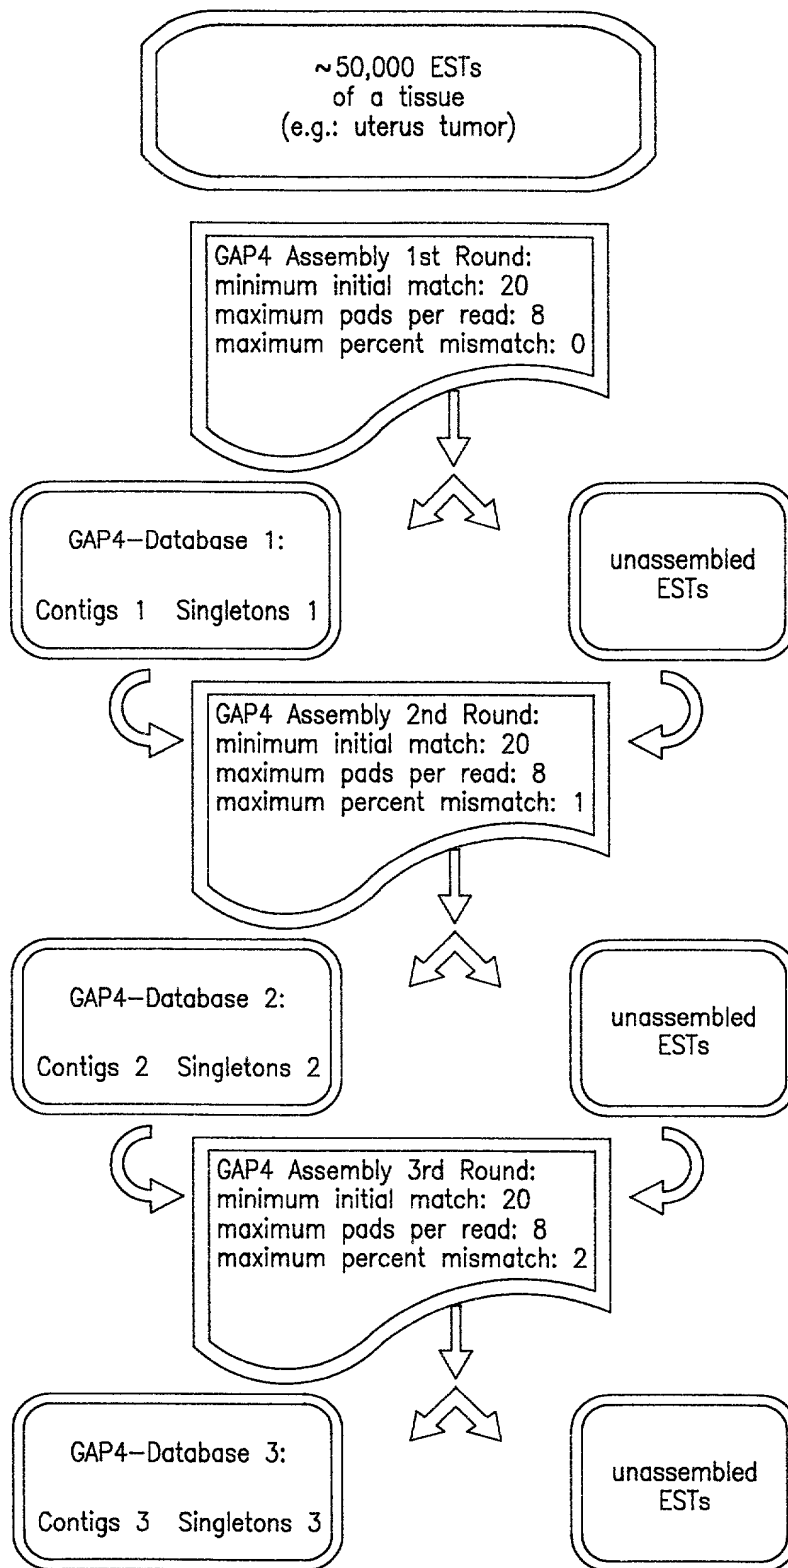 ~50,000 ESTs
of a tissue
(e.g.: uterus tumor)
GAP4 Assembly 1st Round:
minimum initial match: 20
maximum pads per read: 8
maximum percent mismatch: 0
GAP4-Database 1:
Contigs 1 Singletons 1
unassembled
ESTs
GAP4 Assembly 2nd Round:
minimum initial match: 20
maximum pads per read: 8
maximum percent mismatch: 1
GAP4-Database 2:
Contigs 2 Singletons 2
unassembled
ESTs
GAP4 Assembly 3rd Round:
minimum initial match: 20
maximum pads per read: 8
maximum percent mismatch: 2
GAP4-Database 3:
Contigs 3 Singletons 3
unassembled
ESTs